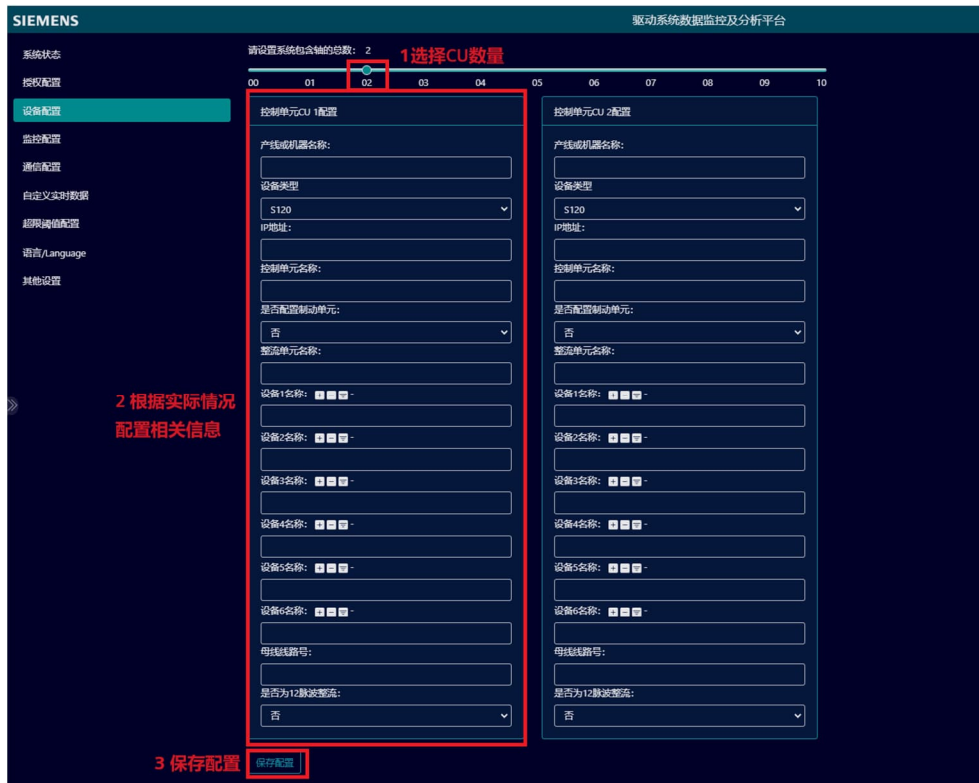 SIEMENS
驱动系统数据监控及分析平台
系统状态
授权配置
设备配置
监控配置
通信配置
自定义实时数据
超限阈值配置
语言/Language
其他设置
请设置系统包含轴的总数: 2
1选择CU数量
00 01 02 03 04 05 06 07 08 09 10
控制单元CU 1配置
产线或机器名称:
设备类型
S120
IP地址:
控制单元名称:
是否配置制动单元:
否
整流单元名称:
设备1名称: + - -
设备2名称: + - -
设备3名称: + - -
设备4名称: + - -
设备5名称: + - -
设备6名称: + - -
母线线路号:
是否为12脉波整流:
否
控制单元CU 2配置
产线或机器名称:
设备类型
S120
IP地址:
控制单元名称:
是否配置制动单元:
否
整流单元名称:
设备1名称: + - -
设备2名称: + - -
设备3名称: + - -
设备4名称: + - -
设备5名称: + - -
设备6名称: + - -
母线线路号:
是否为12脉波整流:
否
2 根据实际情况
配置相关信息
3 保存配置
保存配置